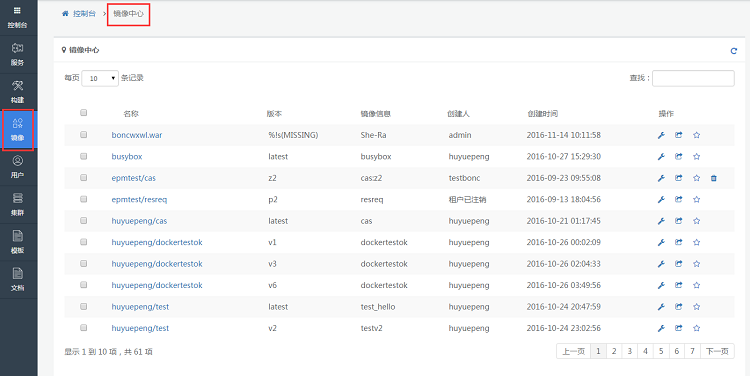 控制台
服务
构建
镜像
用户
集群
模板
文档
控制台 > 镜像中心
镜像中心
每页 10 条记录 查找：
名称 版本 镜像信息 创建人 创建时间 操作
boncwxwl.war %!s(MISSING) She-Ra admin 2016-11-14 10:11:58
busybox latest busybox huyuepeng 2016-10-27 15:29:30
epmtest/cas z2 cas:z2 testbonc 2016-09-23 09:55:08
epmtest/resreq p2 resreq 租户已注销 2016-09-13 18:04:56
huyuepeng/cas latest cas huyuepeng 2016-10-21 01:17:45
huyuepeng/dockertestok v1 dockertestok huyuepeng 2016-10-26 00:02:09
huyuepeng/dockertestok v3 dockertestok huyuepeng 2016-10-26 02:04:33
huyuepeng/dockertestok v6 dockertestok huyuepeng 2016-10-26 03:49:56
huyuepeng/test latest test_hello huyuepeng 2016-10-24 20:47:59
huyuepeng/test v2 testv2 huyuepeng 2016-10-24 23:02:56
显示 1 到 10 项，共 61 项 上一页 1 2 3 4 5 6 7 下一页